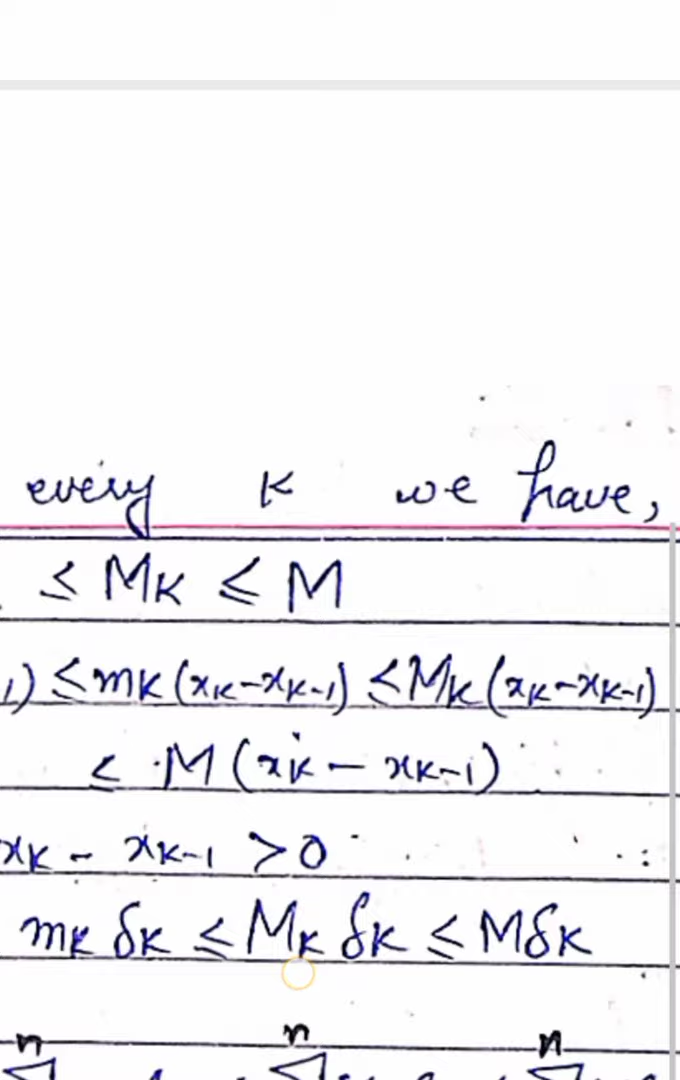 every K we have,
≤ MK ≤ M
1) ≤ mK (xK - xK-1) ≤ MK (xK - xK-1)
≤ M (xK - xK-1)
xK - xK-1 > 0
mK δK ≤ MK δK ≤ MδK
n n n